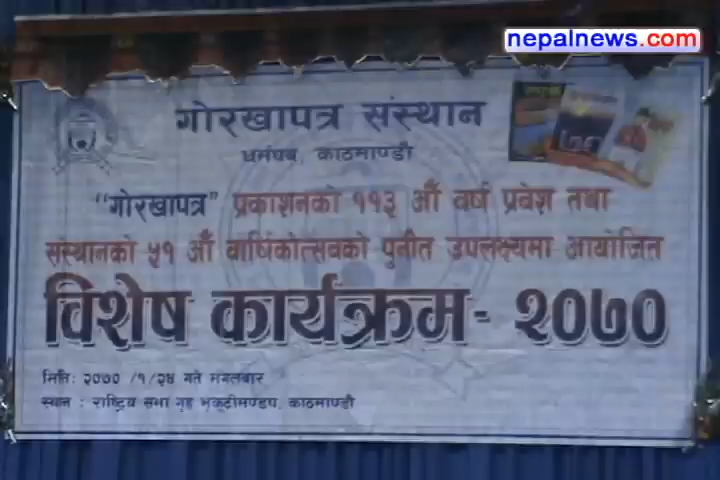 nepalnews.com
गोरखापत्र संस्थान
धर्मपथ, काठमाण्डौ
"गोरखापत्र" प्रकाशनको ११३ औं वर्ष प्रवेश तथा
संस्थानको ५१ औं वार्षिकोत्सवको पुनीत उपलक्ष्यमा आयोजित
विशेष कार्यक्रम- २०७०
मिति: २०७० /१/२४ गते मंगलबार
स्थान : राष्ट्रिय सभा गृह भृकुटीमण्डप, काठमाण्डौ